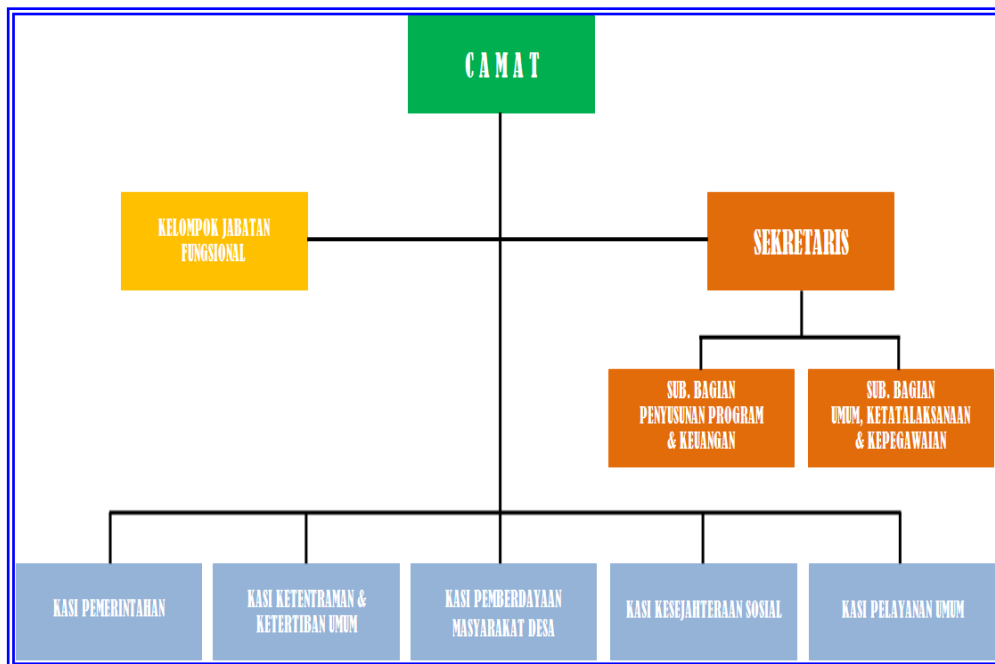 C A M A T
KELOMPOK JABATAN
FUNGSIONAL
SEKRETARIS
SUB. BAGIAN
PENYUSUNAN PROGRAM
& KEUANGAN
SUB. BAGIAN
UMUM, KETATALAKSANAAN
& KEPEGAWAIAN
KASI PEMERINTAHAN
KASI KETENTRAMAN &
KETERTIBAN UMUM
KASI PEMBERDAYAAN
MASYARAKAT DESA
KASI KESEJAHTERAAN SOSIAL
KASI PELAYANAN UMUM